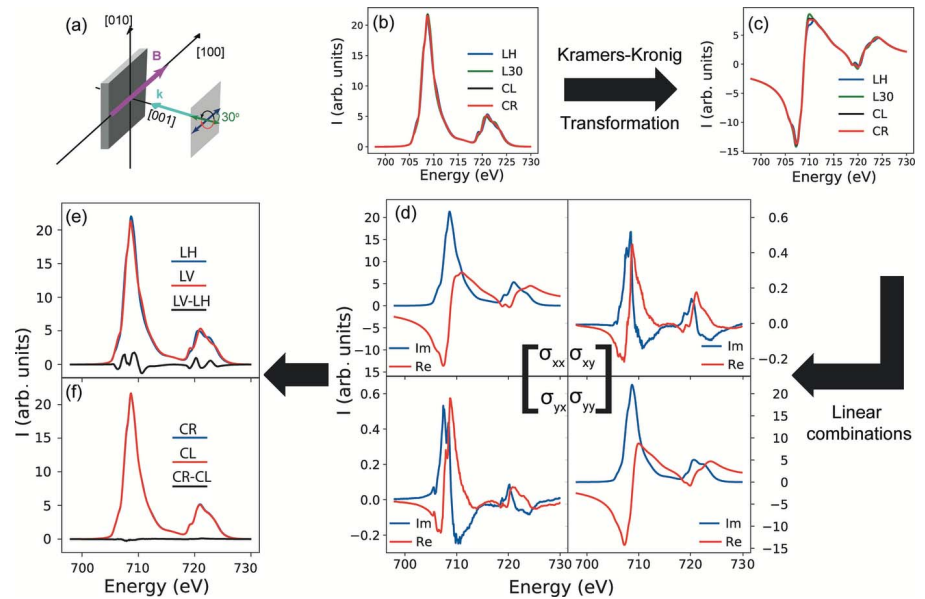 (a)
[010]
[100]
B
k
[001]
30°
(b)
I (arb. units)
20
15
10
5
0
LH
L30
CL
CR
700 705 710 715 720 725 730
Energy (eV)
Kramers-Kronig
Transformation
(c)
I (arb. units)
5
0
−5
−10
−15
LH
L30
CL
CR
700 705 710 715 720 725 730
Energy (eV)
(e)
20
15
10
5
0
LH
LV
LV-LH
(f)
I (arb. units)
20
15
10
5
0
CR
CL
CR-CL
700 710 720 730
Energy (eV)
(d)
I (arb. units)
20
15
10
5
0
−5
−10
15
Im
Re
0.6
0.4
0.2
0.0
−0.2
σxx σxy
σyx σyy
0.6
0.4
0.2
0.0
−0.2
Im
Re
20
15
10
5
0
−5
−10
−15
Im
Re
700 710 720 700 710 720 730
Energy (eV)
Linear
combinations